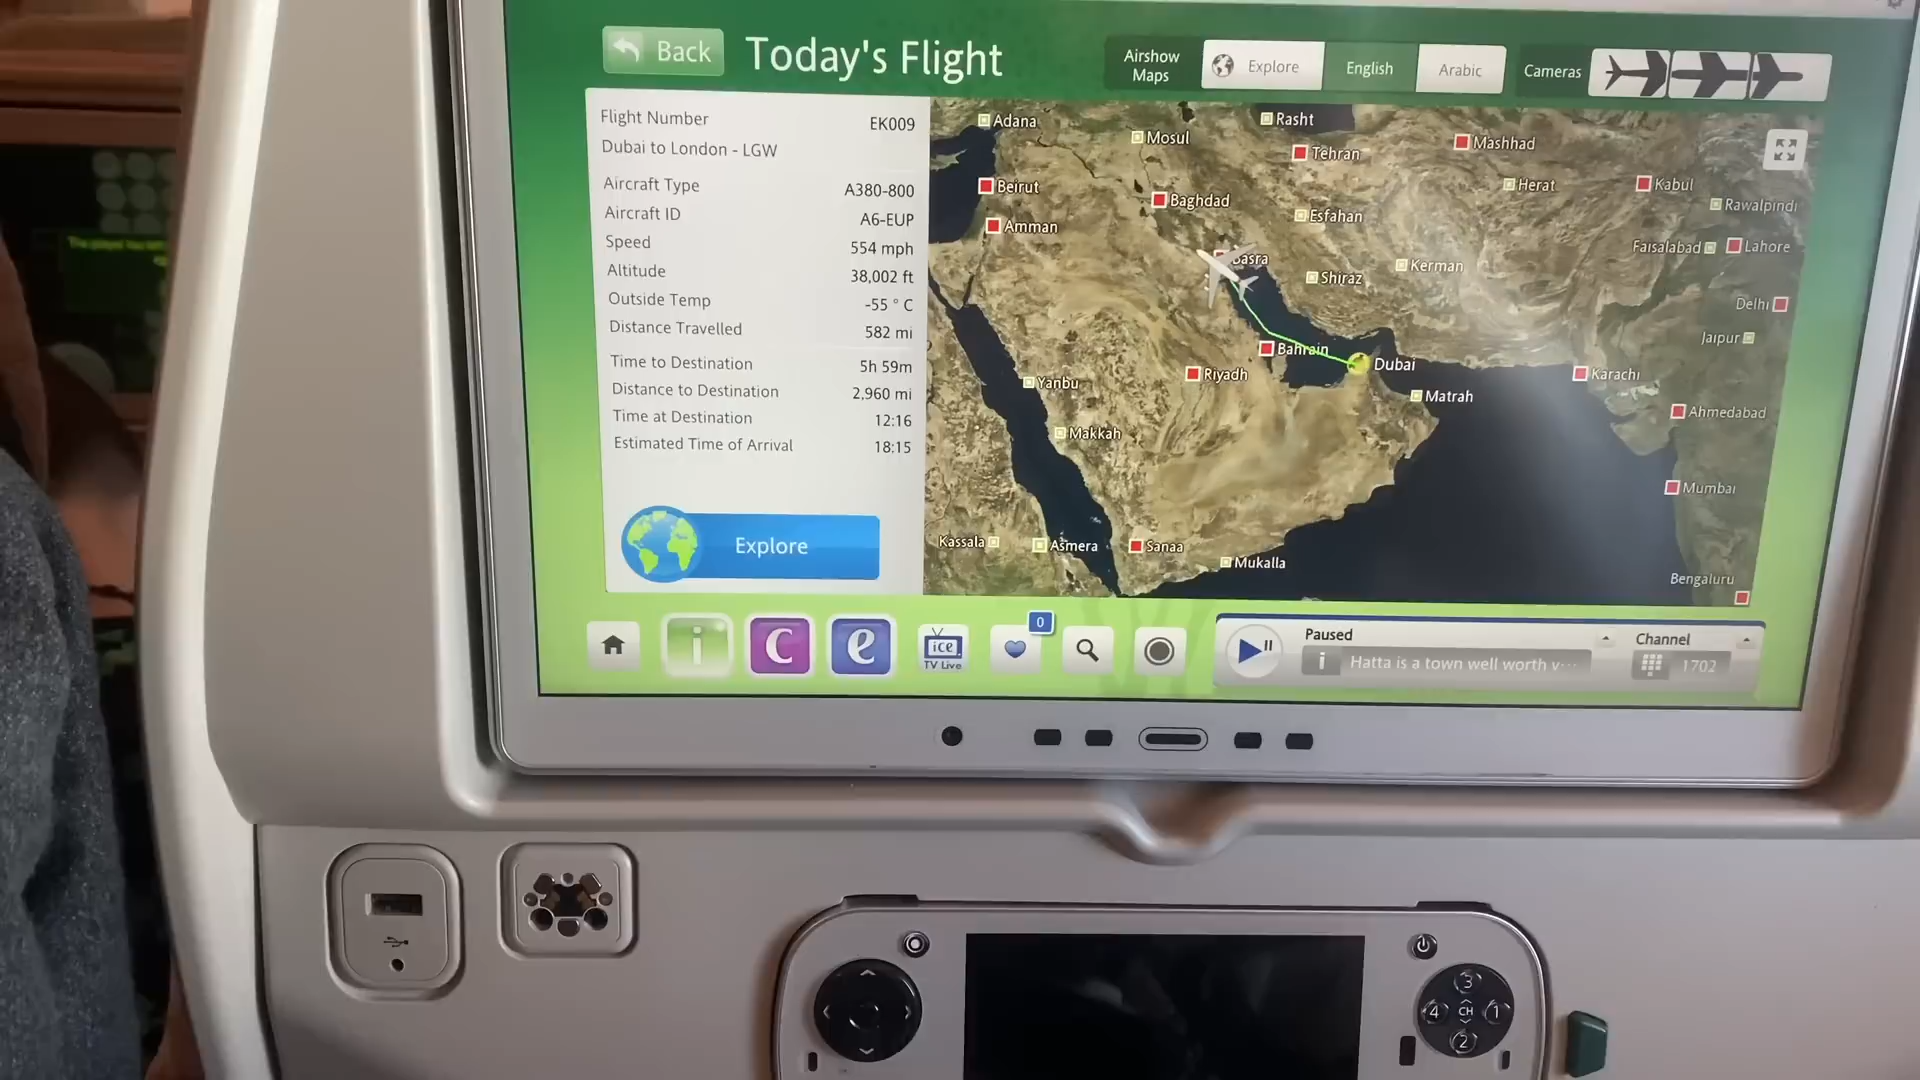 Back
Today's Flight
Airshow Maps
Explore
English
Arabic
Cameras
Flight Number EK009
Dubai to London - LGW
Aircraft Type A380-800
Aircraft ID A6-EUP
Speed 554 mph
Altitude 38,002 ft
Outside Temp -55 ° C
Distance Travelled 582 mi
Time to Destination 5h 59m
Distance to Destination 2,960 mi
Time at Destination 12:16
Estimated Time of Arrival 18:15
Explore
Adana
Mosul
Rasht
Tehran
Mashhad
Beirut
Baghdad
Herat
Kabul
Rawalpindi
Amman
Esfahan
Faisalabad
Lahore
Basra
Shiraz
Kerman
Delhi
Jaipur
Bahrain
Dubai
Riyadh
Karachi
Yanbu
Matrah
Ahmedabad
Makkah
Mumbai
Kassala
Asmera
Sanaa
Mukalla
Bengaluru
i
C
e
ice
TV Live
0
Paused
i Hatta is a town well worth v...
Channel
1702
3
4 CH 1
2